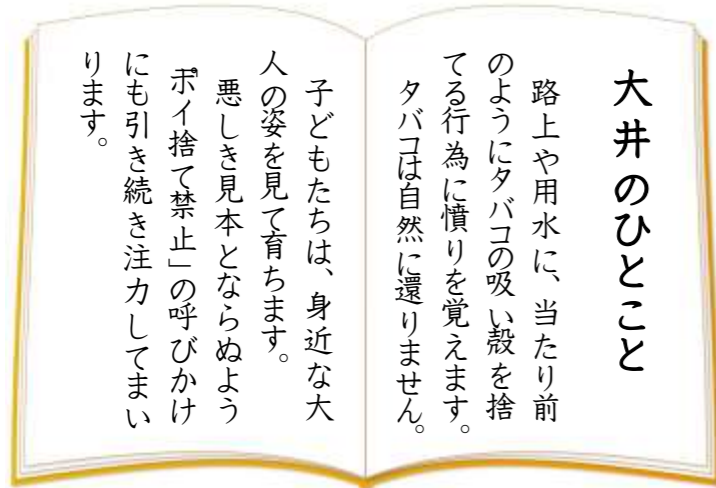 大井のひとこと
路上や用水に、当たり前
のようにタバコの吸い殻を捨
てる行為に憤りを覚えます。
タバコは自然に還りません。
子どもたちは、身近な大
人の姿を見て育ちます。
悪しき見本とならぬよう
「ポイ捨て禁止」の呼びかけ
にも引き続き注力してまい
ります。